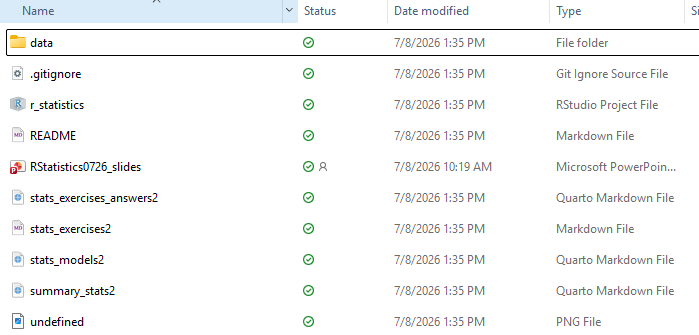 Name Status Date modified Type Si
data 7/8/2026 1:35 PM File folder
.gitignore 7/8/2026 1:35 PM Git Ignore Source File
r_statistics 7/8/2026 1:35 PM RStudio Project File
README 7/8/2026 1:35 PM Markdown File
RStatistics0726_slides 7/8/2026 10:19 AM Microsoft PowerPoin...
stats_exercises_answers2 7/8/2026 1:35 PM Quarto Markdown File
stats_exercises2 7/8/2026 1:35 PM Markdown File
stats_models2 7/8/2026 1:35 PM Quarto Markdown File
summary_stats2 7/8/2026 1:35 PM Quarto Markdown File
undefined 7/8/2026 1:35 PM PNG File